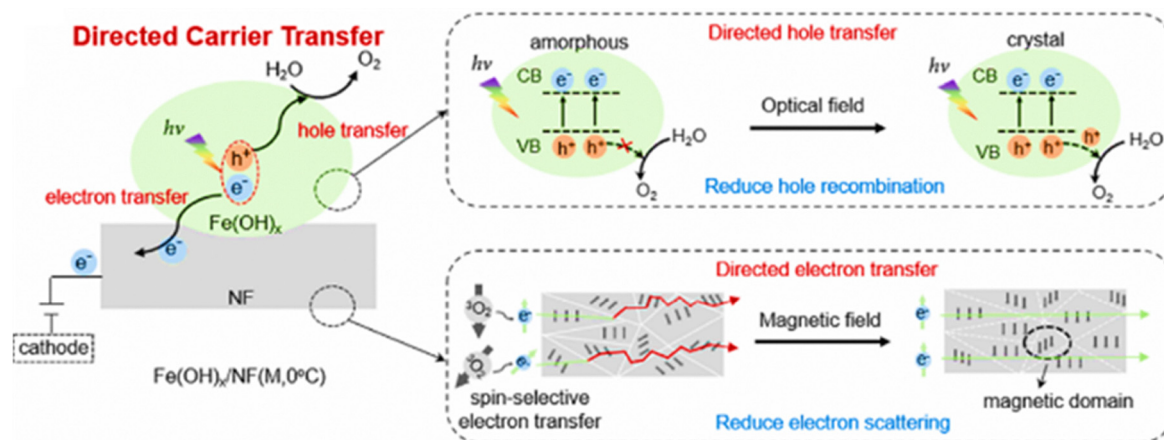 Directed Carrier Transfer
H₂O
O₂
hν
hole transfer
h⁺
e⁻
electron transfer
Fe(OH)ₓ
e⁻
e⁻
NF
cathode
Fe(OH)ₓ/NF(M,0°C)
amorphous
Directed hole transfer
crystal
hν
CB
e⁻ e⁻
Optical field
hν
CB
e⁻ e⁻
VB
h⁺ h⁺
H₂O
O₂
Reduce hole recombination
VB
h⁺ h⁺
h⁺
H₂O
O₂
Directed electron transfer
³O₂
e⁻
Magnetic field
e⁻
e⁻
e⁻
spin-selective
electron transfer
magnetic domain
Reduce electron scattering